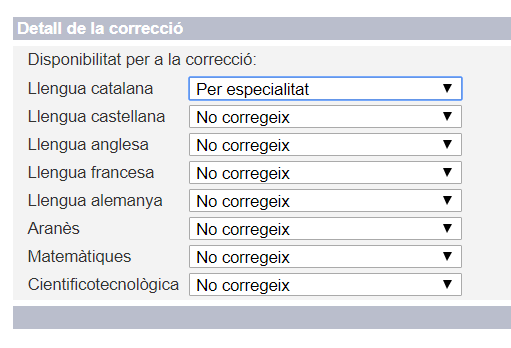 Detall de la correcció
Disponibilitat per a la correcció:
Llengua catalana Per especialitat
Llengua castellana No corregeix
Llengua anglesa No corregeix
Llengua francesa No corregeix
Llengua alemanya No corregeix
Aranès No corregeix
Matemàtiques No corregeix
Cientificotecnològica No corregeix